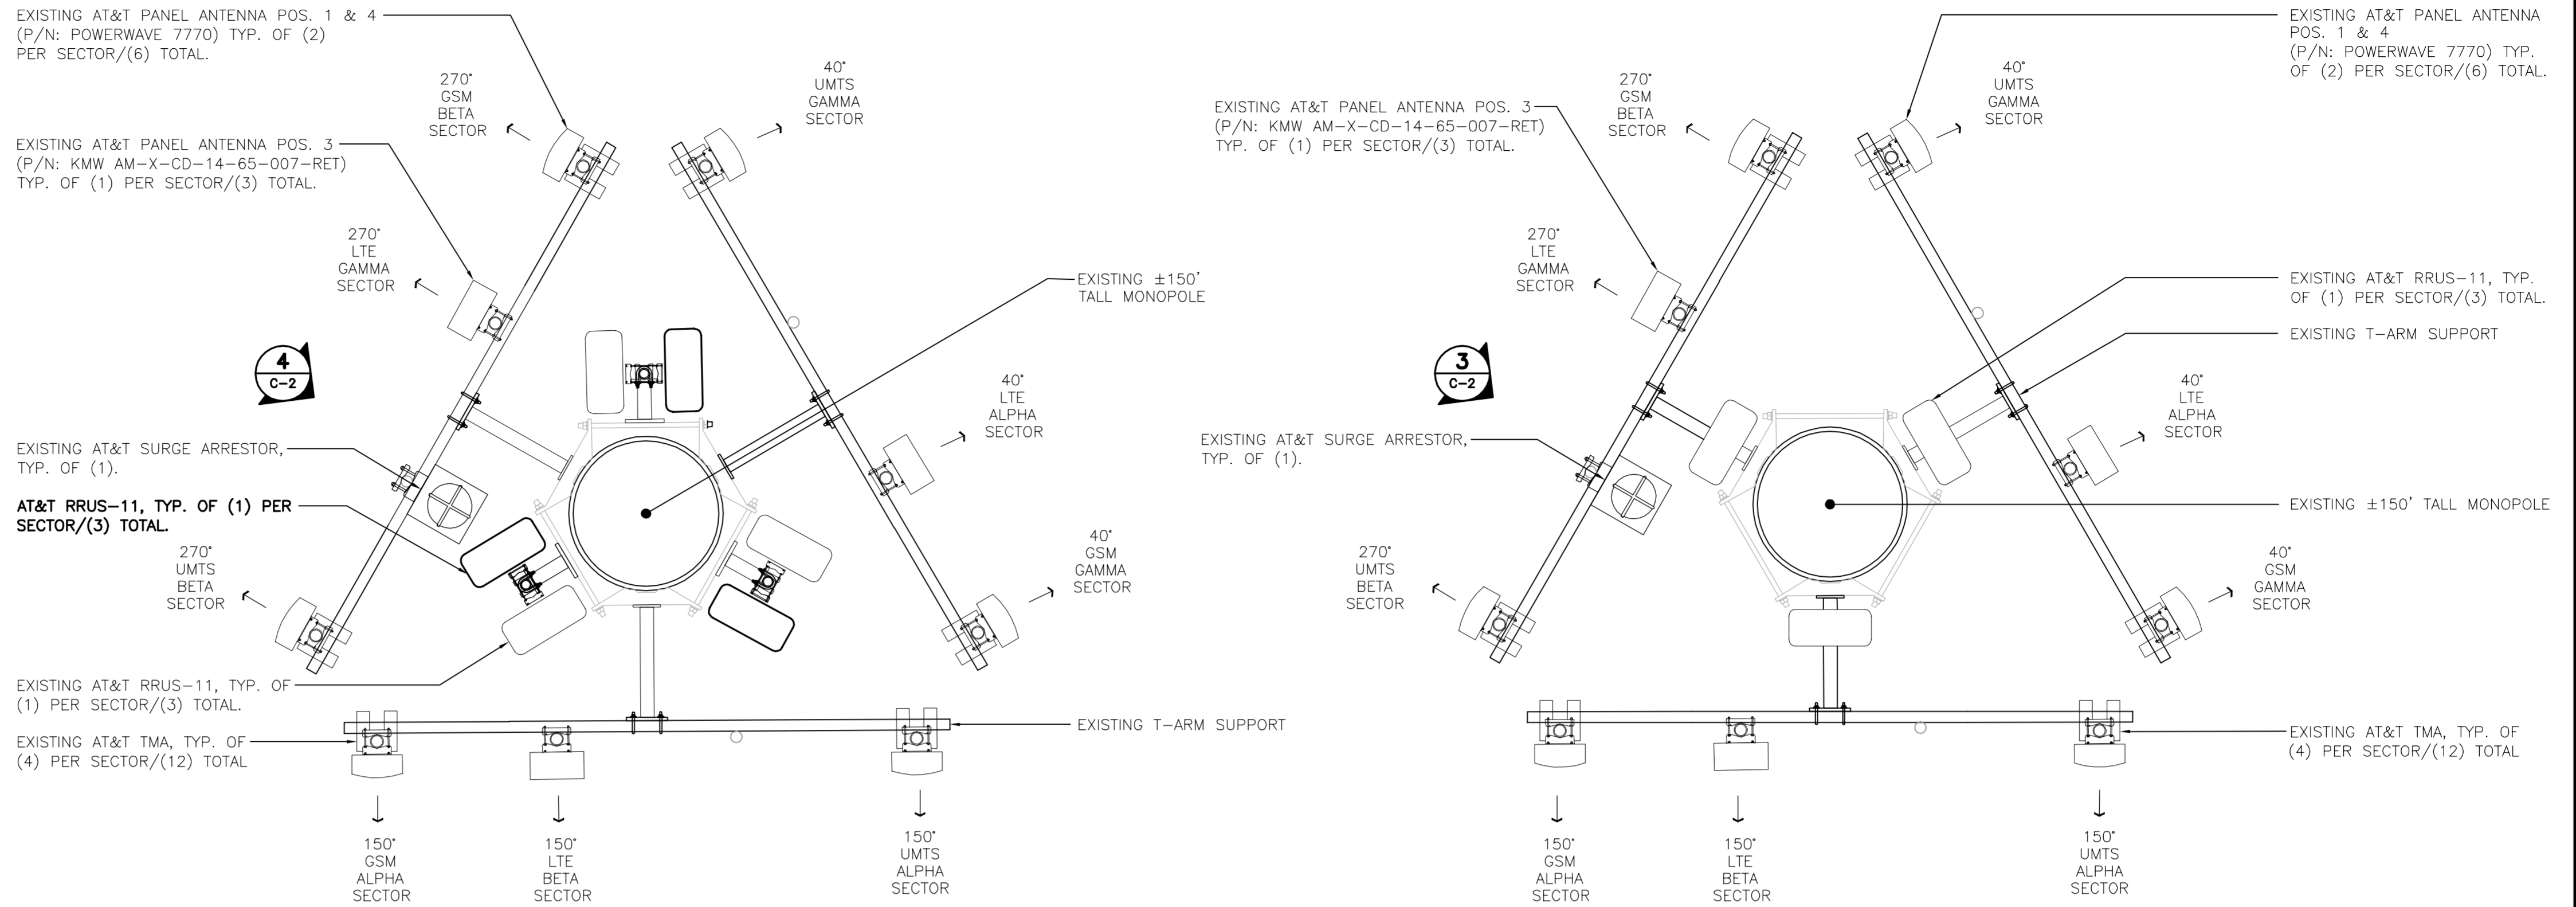 EXISTING AT&T PANEL ANTENNA POS. 1 & 4
(P/N: POWERWAVE 7770) TYP. OF (2)
PER SECTOR/(6) TOTAL.
270°
GSM
BETA
SECTOR
40°
UMTS
GAMMA
SECTOR
EXISTING AT&T PANEL ANTENNA POS. 3
(P/N: KMW AM-X-CD-14-65-007-RET)
TYP. OF (1) PER SECTOR/(3) TOTAL.
270°
LTE
GAMMA
SECTOR
EXISTING ±150'
TALL MONOPOLE
4
C-2
40°
LTE
ALPHA
SECTOR
EXISTING AT&T SURGE ARRESTOR,
TYP. OF (1).
AT&T RRUS-11, TYP. OF (1) PER
SECTOR/(3) TOTAL.
270°
UMTS
BETA
SECTOR
40°
GSM
GAMMA
SECTOR
EXISTING AT&T RRUS-11, TYP. OF
(1) PER SECTOR/(3) TOTAL.
EXISTING AT&T TMA, TYP. OF
(4) PER SECTOR/(12) TOTAL
EXISTING T-ARM SUPPORT
150°
GSM
ALPHA
SECTOR
150°
LTE
BETA
SECTOR
150°
UMTS
ALPHA
SECTOR
EXISTING AT&T PANEL ANTENNA
POS. 1 & 4
(P/N: POWERWAVE 7770) TYP.
OF (2) PER SECTOR/(6) TOTAL.
270°
GSM
BETA
SECTOR
40°
UMTS
GAMMA
SECTOR
EXISTING AT&T PANEL ANTENNA POS. 3
(P/N: KMW AM-X-CD-14-65-007-RET)
TYP. OF (1) PER SECTOR/(3) TOTAL.
270°
LTE
GAMMA
SECTOR
EXISTING AT&T RRUS-11, TYP.
OF (1) PER SECTOR/(3) TOTAL.
EXISTING T-ARM SUPPORT
3
C-2
40°
LTE
ALPHA
SECTOR
EXISTING AT&T SURGE ARRESTOR,
TYP. OF (1).
EXISTING ±150' TALL MONOPOLE
270°
UMTS
BETA
SECTOR
40°
GSM
GAMMA
SECTOR
EXISTING AT&T TMA, TYP. OF
(4) PER SECTOR/(12) TOTAL
150°
GSM
ALPHA
SECTOR
150°
LTE
BETA
SECTOR
150°
UMTS
ALPHA
SECTOR